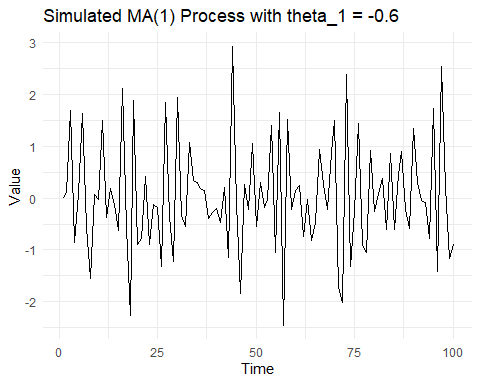 Simulated MA(1) Process with theta_1 = -0.6
3
2
1
0
-1
-2
Value
0 25 50 75 100
Time